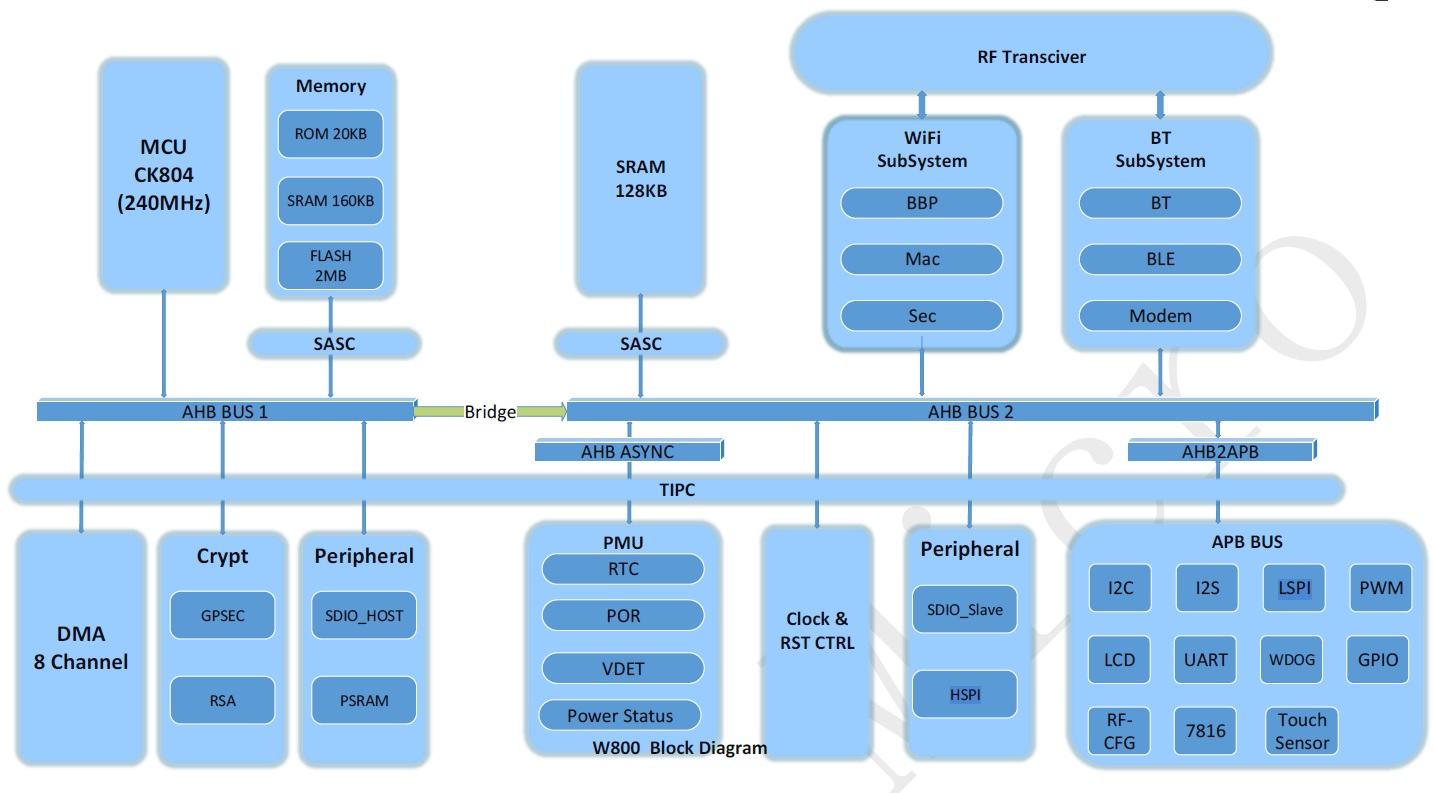 RF Transciver
MCU
CK804
(240MHz)
Memory
ROM 20KB
SRAM 160KB
FLASH
2MB
SRAM
128KB
WiFi
SubSystem
BBP
Mac
Sec
BT
SubSystem
BT
BLE
Modem
SASC
SASC
AHB BUS 1
Bridge
AHB BUS 2
AHB ASYNC
AHB2APB
TIPC
DMA
8 Channel
Crypt
GPSEC
RSA
Peripheral
SDIO_HOST
PSRAM
PMU
RTC
POR
VDET
Power Status
Clock &
RST CTRL
Peripheral
SDIO_Slave
HSPI
APB BUS
I2C
I2S
LSPI
PWM
LCD
UART
WDOG
GPIO
RF-
CFG
7816
Touch
Sensor
W800 Block Diagram
Micro